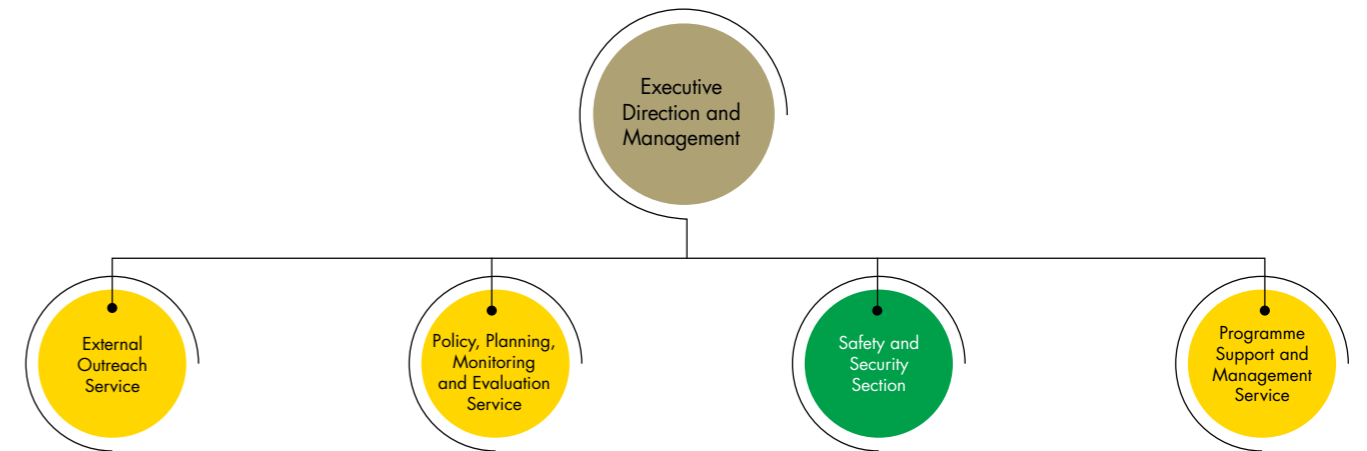 Executive
Direction and
Management
External
Outreach
Service
Policy, Planning,
Monitoring
and Evaluation
Service
Safety and
Security
Section
Programme
Support and
Management
Service